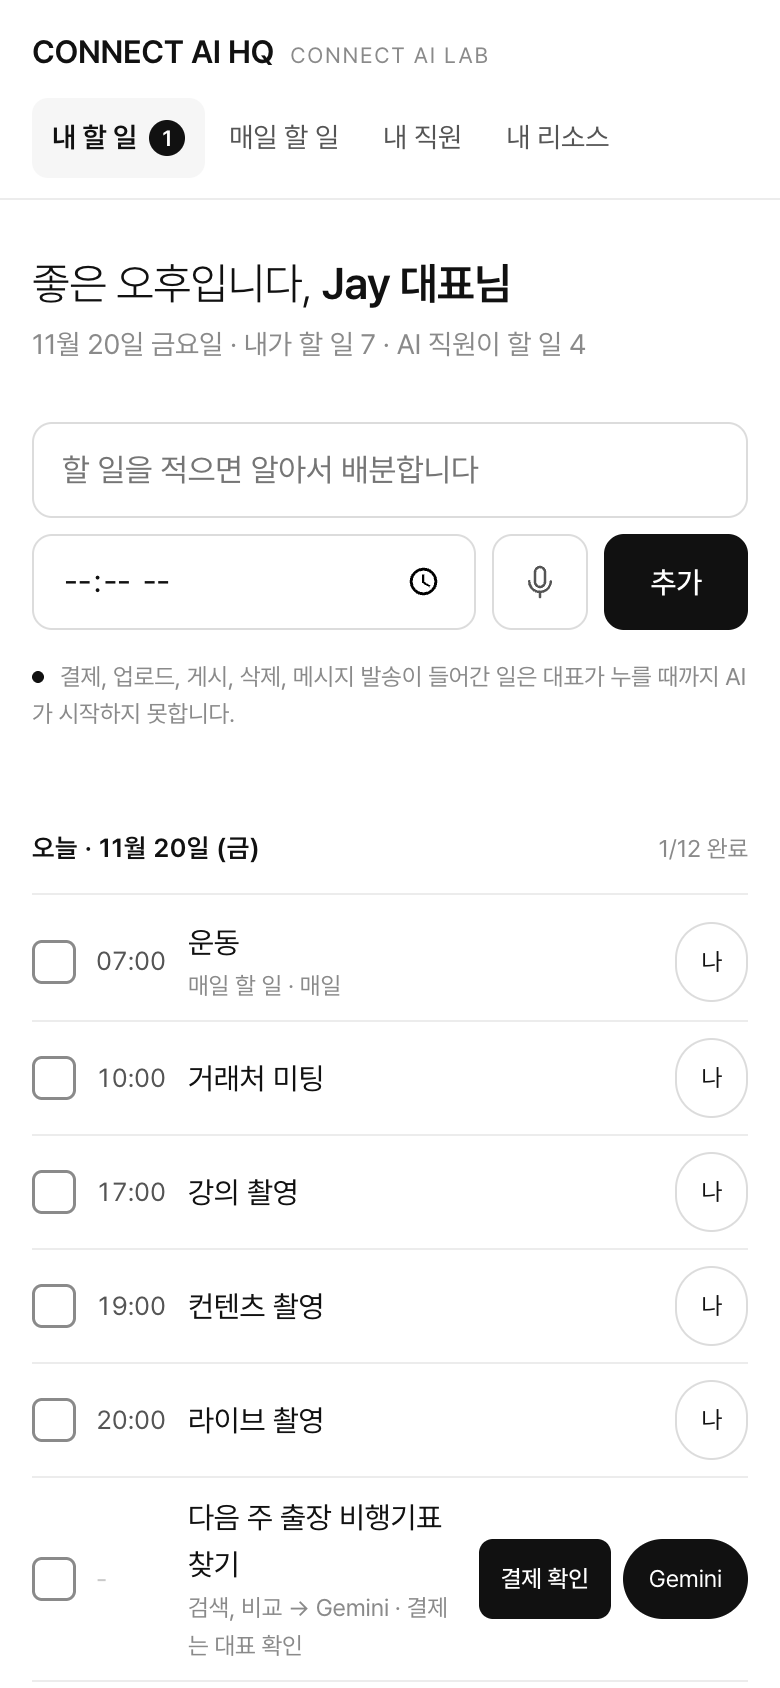 CONNECT AI HQ CONNECT AI LAB
내 할 일 1 매일 할 일 내 직원 내 리소스
좋은 오후입니다, Jay 대표님
11월 20일 금요일 · 내가 할 일 7 · AI 직원이 할 일 4
할 일을 적으면 알아서 배분합니다
--:-- -- 추가
결제, 업로드, 게시, 삭제, 메시지 발송이 들어간 일은 대표가 누를 때까지 AI
가 시작하지 못합니다.
오늘 · 11월 20일 (금) 1/12 완료
07:00 운동 나
매일 할 일 · 매일
10:00 거래처 미팅 나
17:00 강의 촬영 나
19:00 컨텐츠 촬영 나
20:00 라이브 촬영 나
다음 주 출장 비행기표
찾기
- 결제 확인 Gemini
검색, 비교 → Gemini · 결제
는 대표 확인